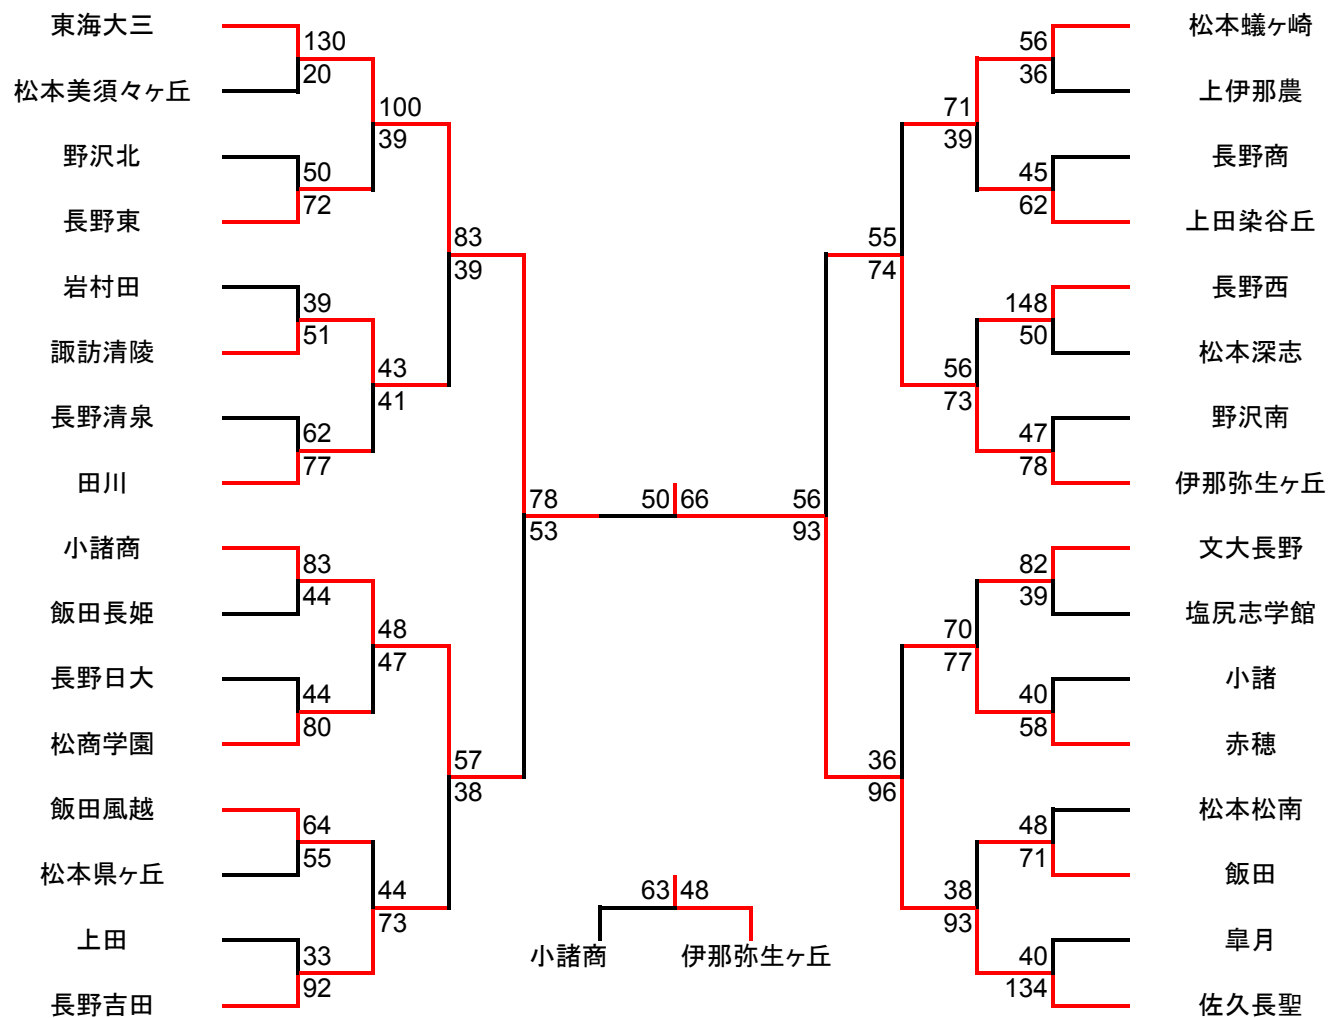 東海大三
130
20
松本美須々ヶ丘
100
39
野沢北
50
72
長野東
83
39
岩村田
39
51
諏訪清陵
43
41
長野清泉
62
77
田川
78
53
小諸商
83
44
飯田長姫
48
47
長野日大
44
80
松商学園
57
38
飯田風越
64
55
松本県ヶ丘
44
73
上田
33
92
長野吉田
50 66
63 48
小諸商 伊那弥生ヶ丘
松本蟻ヶ崎
56
36
上伊那農
71
39
長野商
45
62
上田染谷丘
55
74
長野西
148
50
松本深志
56
73
野沢南
47
78
伊那弥生ヶ丘
56
93
文大長野
82
39
塩尻志学館
70
77
小諸
40
58
赤穂
36
96
松本松南
48
71
飯田
38
93
皐月
40
134
佐久長聖